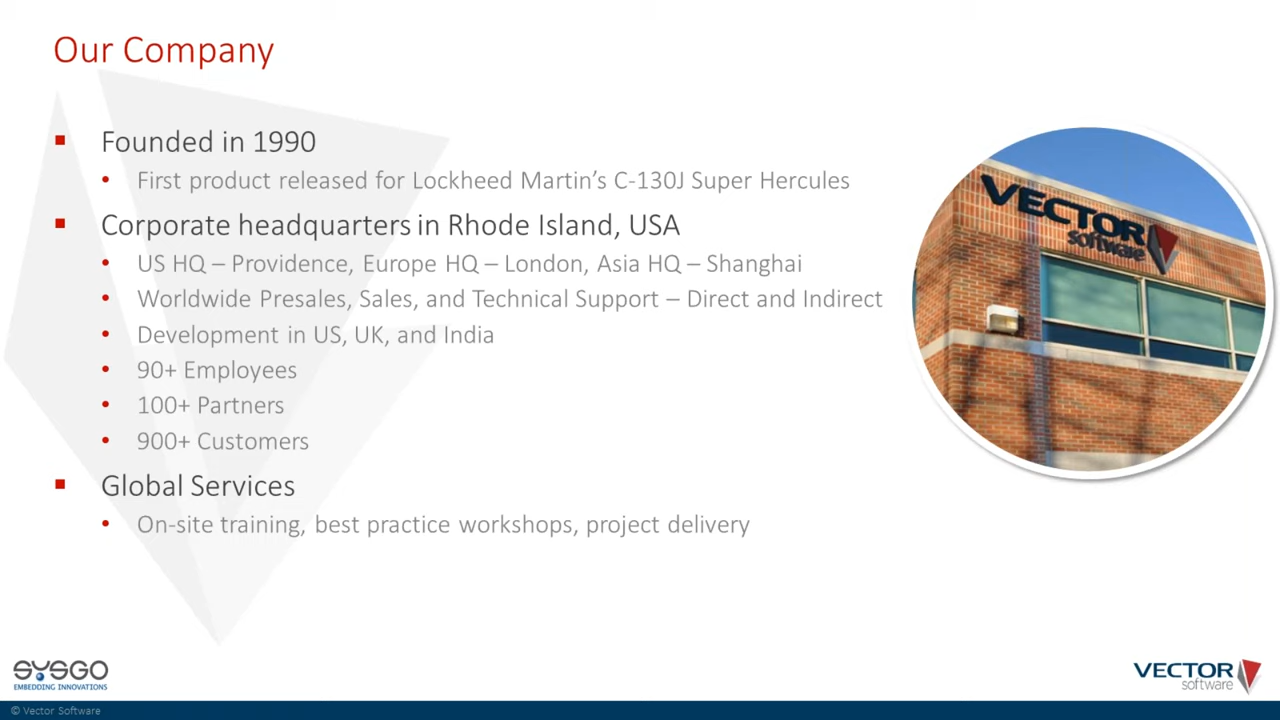 Our Company
Founded in 1990
First product released for Lockheed Martin’s C-130J Super Hercules
Corporate headquarters in Rhode Island, USA
US HQ – Providence, Europe HQ – London, Asia HQ – Shanghai
Worldwide Presales, Sales, and Technical Support – Direct and Indirect
Development in US, UK, and India
90+ Employees
100+ Partners
900+ Customers
Global Services
On-site training, best practice workshops, project delivery
VECTOR
software
SYSGO
EMBEDDING INNOVATIONS
VECTOR
software
© Vector Software